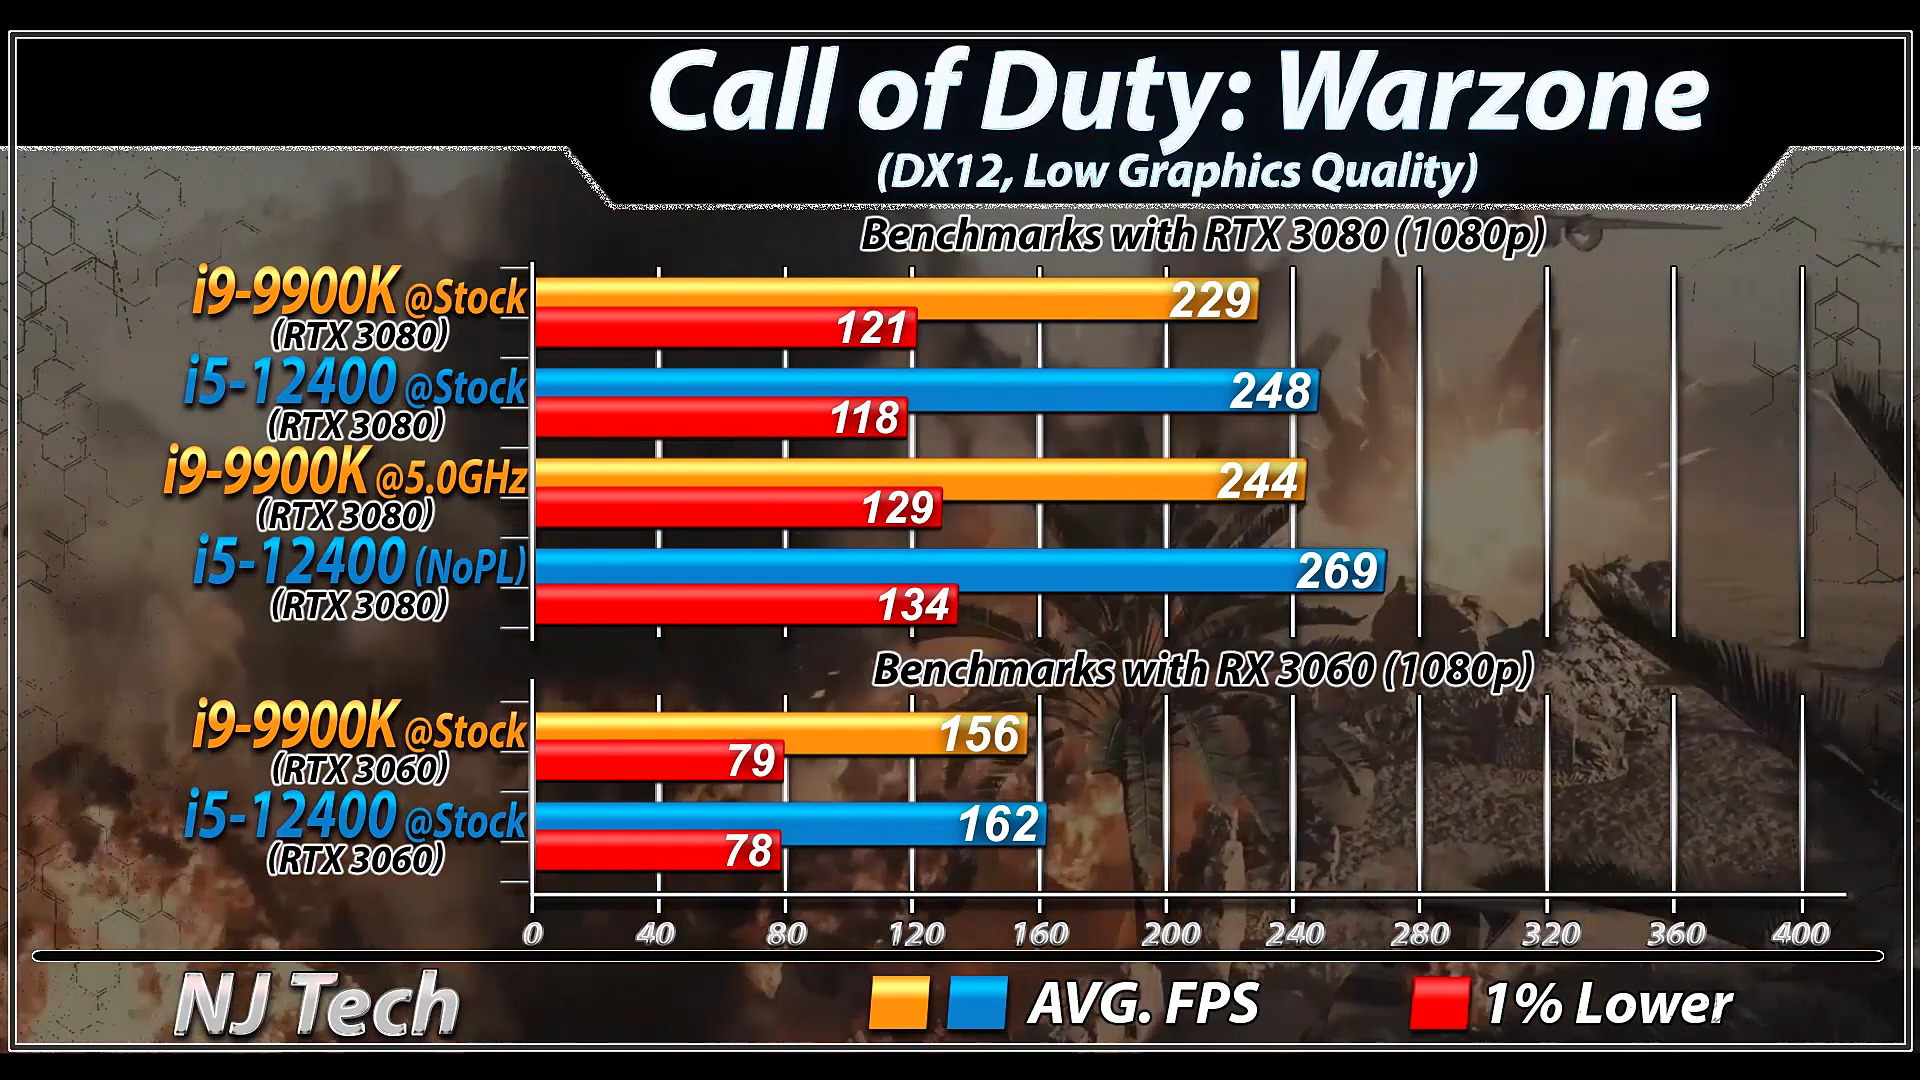 Call of Duty: Warzone
(DX12, Low Graphics Quality)
Benchmarks with RTX 3080 (1080p)
i9-9900K @Stock
(RTX 3080)
229
121
i5-12400 @Stock
(RTX 3080)
248
118
i9-9900K @5.0GHz
(RTX 3080)
244
129
i5-12400 (NoPL)
(RTX 3080)
269
134
Benchmarks with RX 3060 (1080p)
i9-9900K @Stock
(RTX 3060)
156
79
i5-12400 @Stock
(RTX 3060)
162
78
0 40 80 120 160 200 240 280 320 360 400
NJ Tech
AVG. FPS
1% Lower